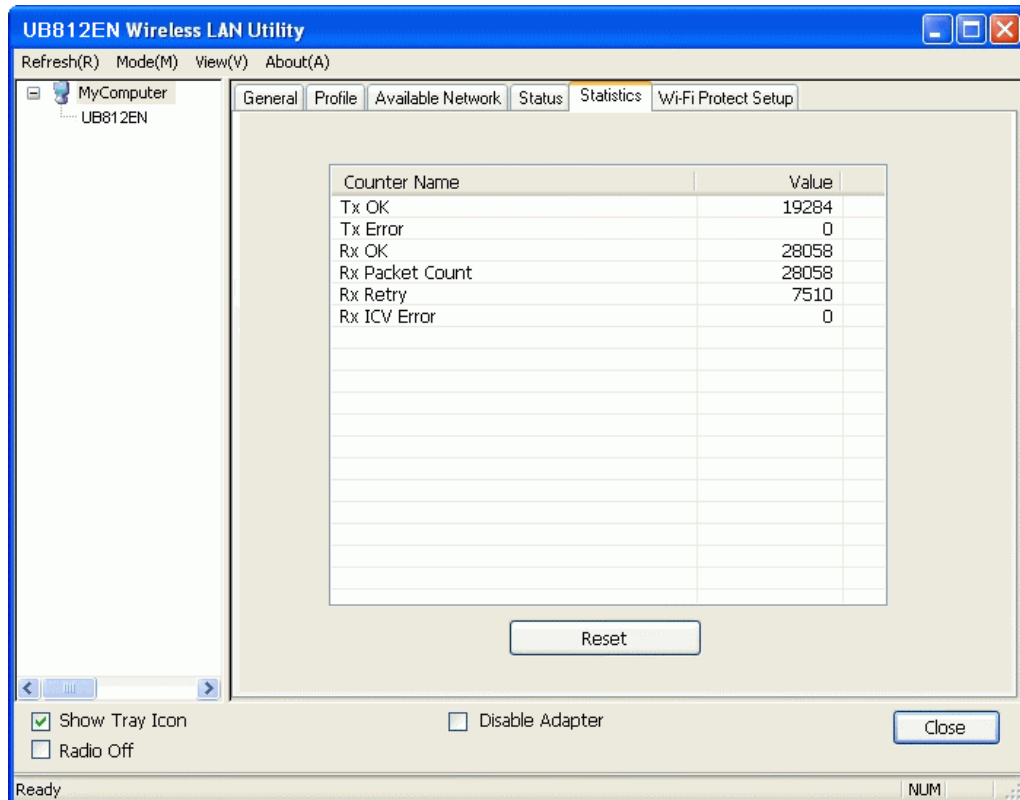 UB812EN Wireless LAN Utility
Refresh(R) Mode(M) View(V) About(A)
MyComputer
UB812EN
General Profile Available Network Status Statistics Wi-Fi Protect Setup
Counter Name Value
Tx OK 19284
Tx Error 0
Rx OK 28058
Rx Packet Count 28058
Rx Retry 7510
Rx ICV Error 0
Reset
Show Tray Icon
Radio Off
Disable Adapter
Close
Ready
NUM